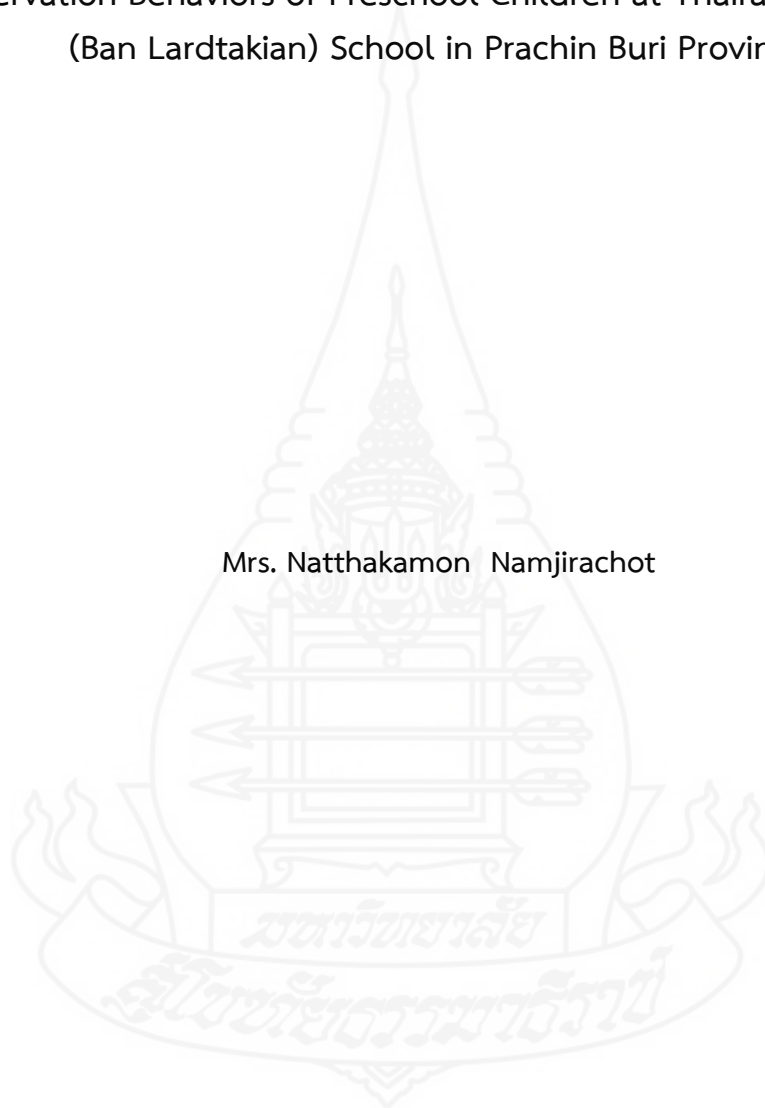 ervation Behaviors of Preschool Children at Thaira
(Ban Lardtakian) School in Prachin Buri Provin
Mrs. Natthakamon Namjirachot
มหาวิทยาลัย
สุโขทัยธรรมาธิราช